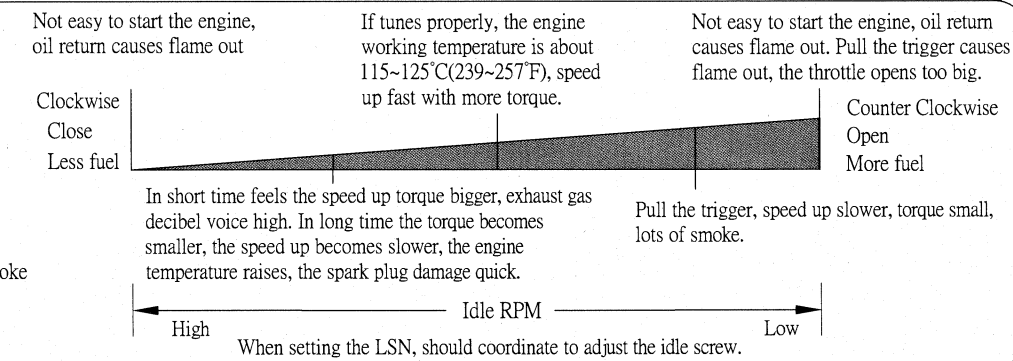 Not easy to start the engine,
oil return causes flame out
If tunes properly, the engine
working temperature is about
115~125°C(239~257°F), speed
up fast with more torque.
Not easy to start the engine, oil return
causes flame out. Pull the trigger causes
flame out, the throttle opens too big.
Clockwise
Close
Less fuel
Counter Clockwise
Open
More fuel
In short time feels the speed up torque bigger, exhaust gas
decibel voice high. In long time the torque becomes
smaller, the speed up becomes slower, the engine
temperature raises, the spark plug damage quick.
Pull the trigger, speed up slower, torque small,
lots of smoke.
oke
Idle RPM
High
Low
When setting the LSN, should coordinate to adjust the idle screw.